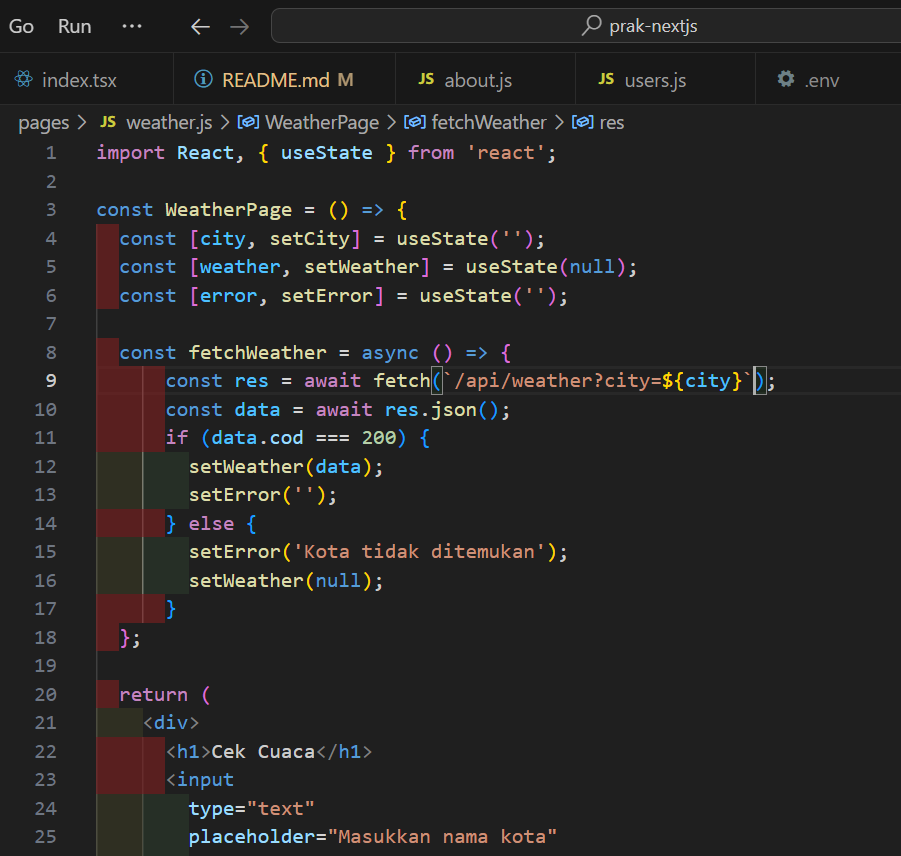 Go Run ··· ← → prak-nextjs
index.tsx README.md M JS about.js JS users.js .env
pages > JS weather.js > WeatherPage > fetchWeather > res
1 import React, { useState } from 'react';
2
3 const WeatherPage = () => {
4 const [city, setCity] = useState('');
5 const [weather, setWeather] = useState(null);
6 const [error, setError] = useState('');
7
8 const fetchWeather = async () => {
9 const res = await fetch(`/api/weather?city=${city}`);
10 const data = await res.json();
11 if (data.cod === 200) {
12 setWeather(data);
13 setError('');
14 } else {
15 setError('Kota tidak ditemukan');
16 setWeather(null);
17 }
18 };
19
20 return (
21 <div>
22 <h1>Cek Cuaca</h1>
23 <input
24 type="text"
25 placeholder="Masukkan nama kota"